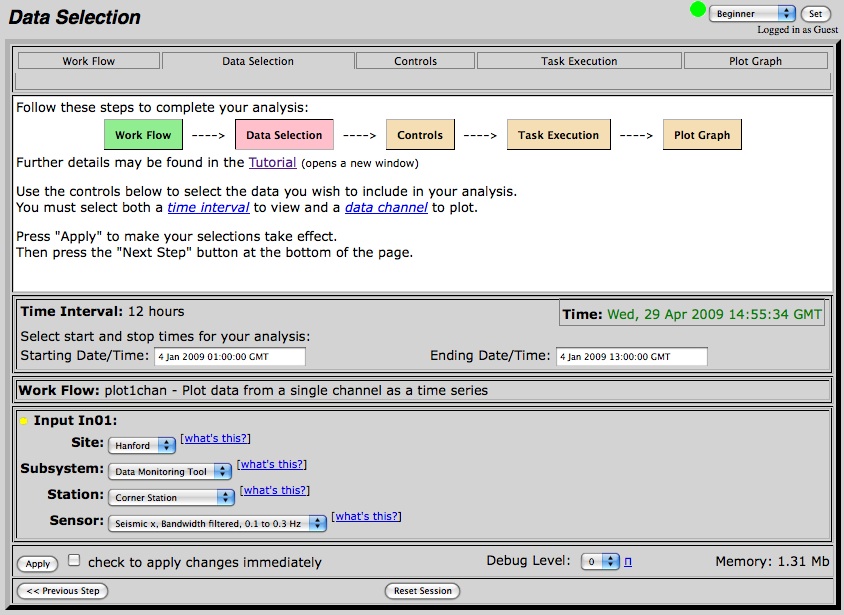 Data Selection
Beginner Set
Logged in as Guest
Work Flow Data Selection Controls Task Execution Plot Graph
Follow these steps to complete your analysis:
Work Flow ----> Data Selection ----> Controls ----> Task Execution ----> Plot Graph
Further details may be found in the Tutorial (opens a new window)
Use the controls below to select the data you wish to include in your analysis.
You must select both a time interval to view and a data channel to plot.
Press "Apply" to make your selections take effect.
Then press the "Next Step" button at the bottom of the page.
Time Interval: 12 hours
Time: Wed, 29 Apr 2009 14:55:34 GMT
Select start and stop times for your analysis:
Starting Date/Time: 4 Jan 2009 01:00:00 GMT Ending Date/Time: 4 Jan 2009 13:00:00 GMT
Work Flow: plot1chan - Plot data from a single channel as a time series
Input In01:
Site: Hanford [what's this?]
Subsystem: Data Monitoring Tool [what's this?]
Station: Corner Station [what's this?]
Sensor: Seismic x, Bandwidth filtered, 0.1 to 0.3 Hz [what's this?]
Apply check to apply changes immediately Debug Level: 0 Π Memory: 1.31 Mb
<< Previous Step Reset Session